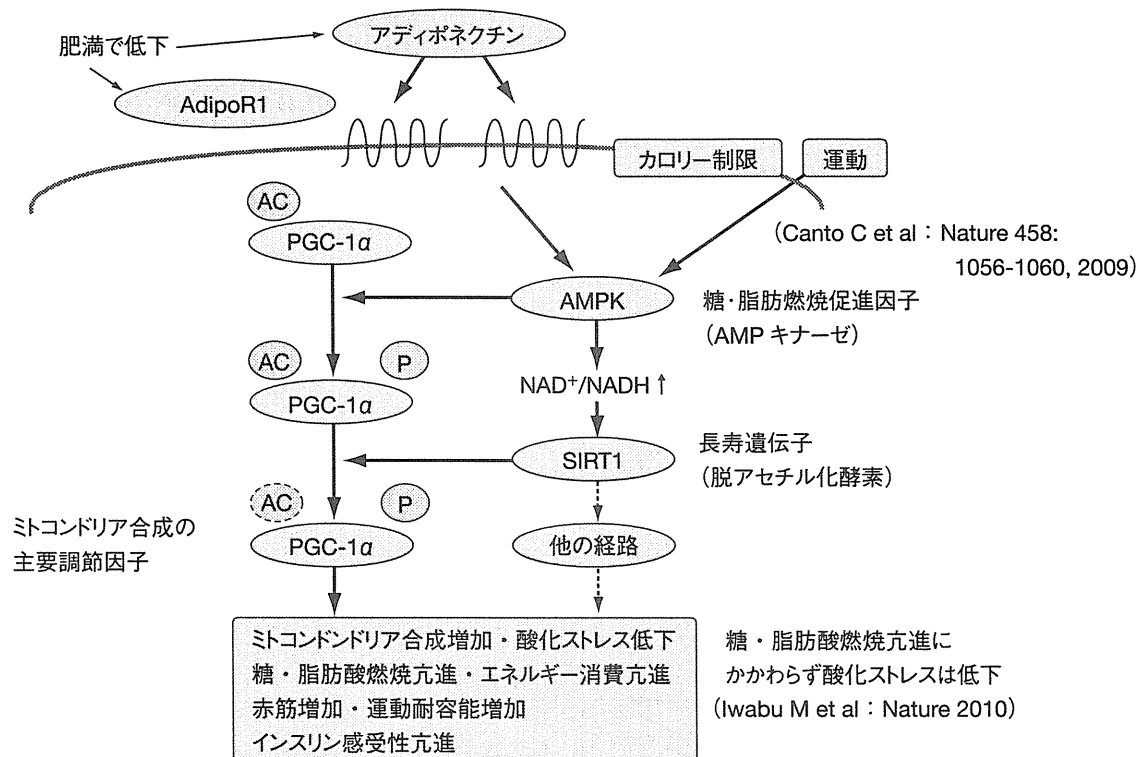 アディポネクチン
肥満で低下
AdipoR1
カロリー制限
運動
AC
PGC-1α
(Canto C et al:Nature 458:
1056-1060, 2009)
AMPK
糖・脂肪燃焼促進因子
(AMP キナーゼ)
AC
P
PGC-1α
NAD⁺/NADH↑
SIRT1
長寿遺伝子
(脱アセチル化酵素)
AC
P
PGC-1α
ミトコンドリア合成の
主要調節因子
他の経路
ミトコンドンドリア合成増加・酸化ストレス低下
糖・脂肪酸燃焼亢進・エネルギー消費亢進
赤筋増加・運動耐容能増加
インスリン感受性亢進
糖・脂肪酸燃焼亢進に
かかわらず酸化ストレスは低下
(Iwabu M et al:Nature 2010)